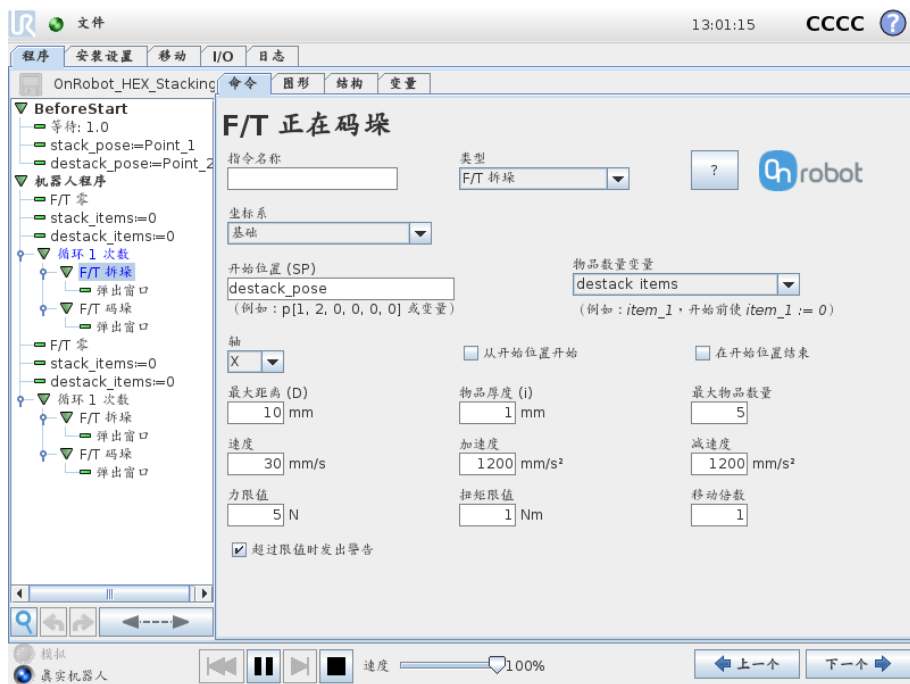 文件
13:01:15
CCCC
?
程序 安装设置 移动 I/O 日志
OnRobot_HEX_Stacking
命令 图形 结构 变量
BeforeStart
等待: 1.0
stack_pose≔Point_1
destack_pose≔Point_2
机器人程序
F/T 零
stack_items≔0
destack_items≔0
循环 1 次数
F/T 拆垛
弹出窗口
F/T 码垛
弹出窗口
F/T 零
stack_items≔0
destack_items≔0
循环 1 次数
F/T 拆垛
弹出窗口
F/T 码垛
弹出窗口
F/T 正在码垛
指令名称
类型
F/T 拆垛
?
On robot
坐标系
基础
开始位置 (SP)
destack_pose
(例如：p[1, 2, 0, 0, 0, 0] 或变量)
物品数量变量
destack items
(例如：item_1，开始前使 item_1 := 0)
轴
X
从开始位置开始
在开始位置结束
最大距离 (D)
10 mm
物品厚度 (i)
1 mm
最大物品数量
5
速度
30 mm/s
加速度
1200 mm/s²
减速度
1200 mm/s²
力限值
5 N
扭矩限值
1 Nm
移动倍数
1
超过限值时发出警告
模拟
真实机器人
速度
100%
上一个
下一个